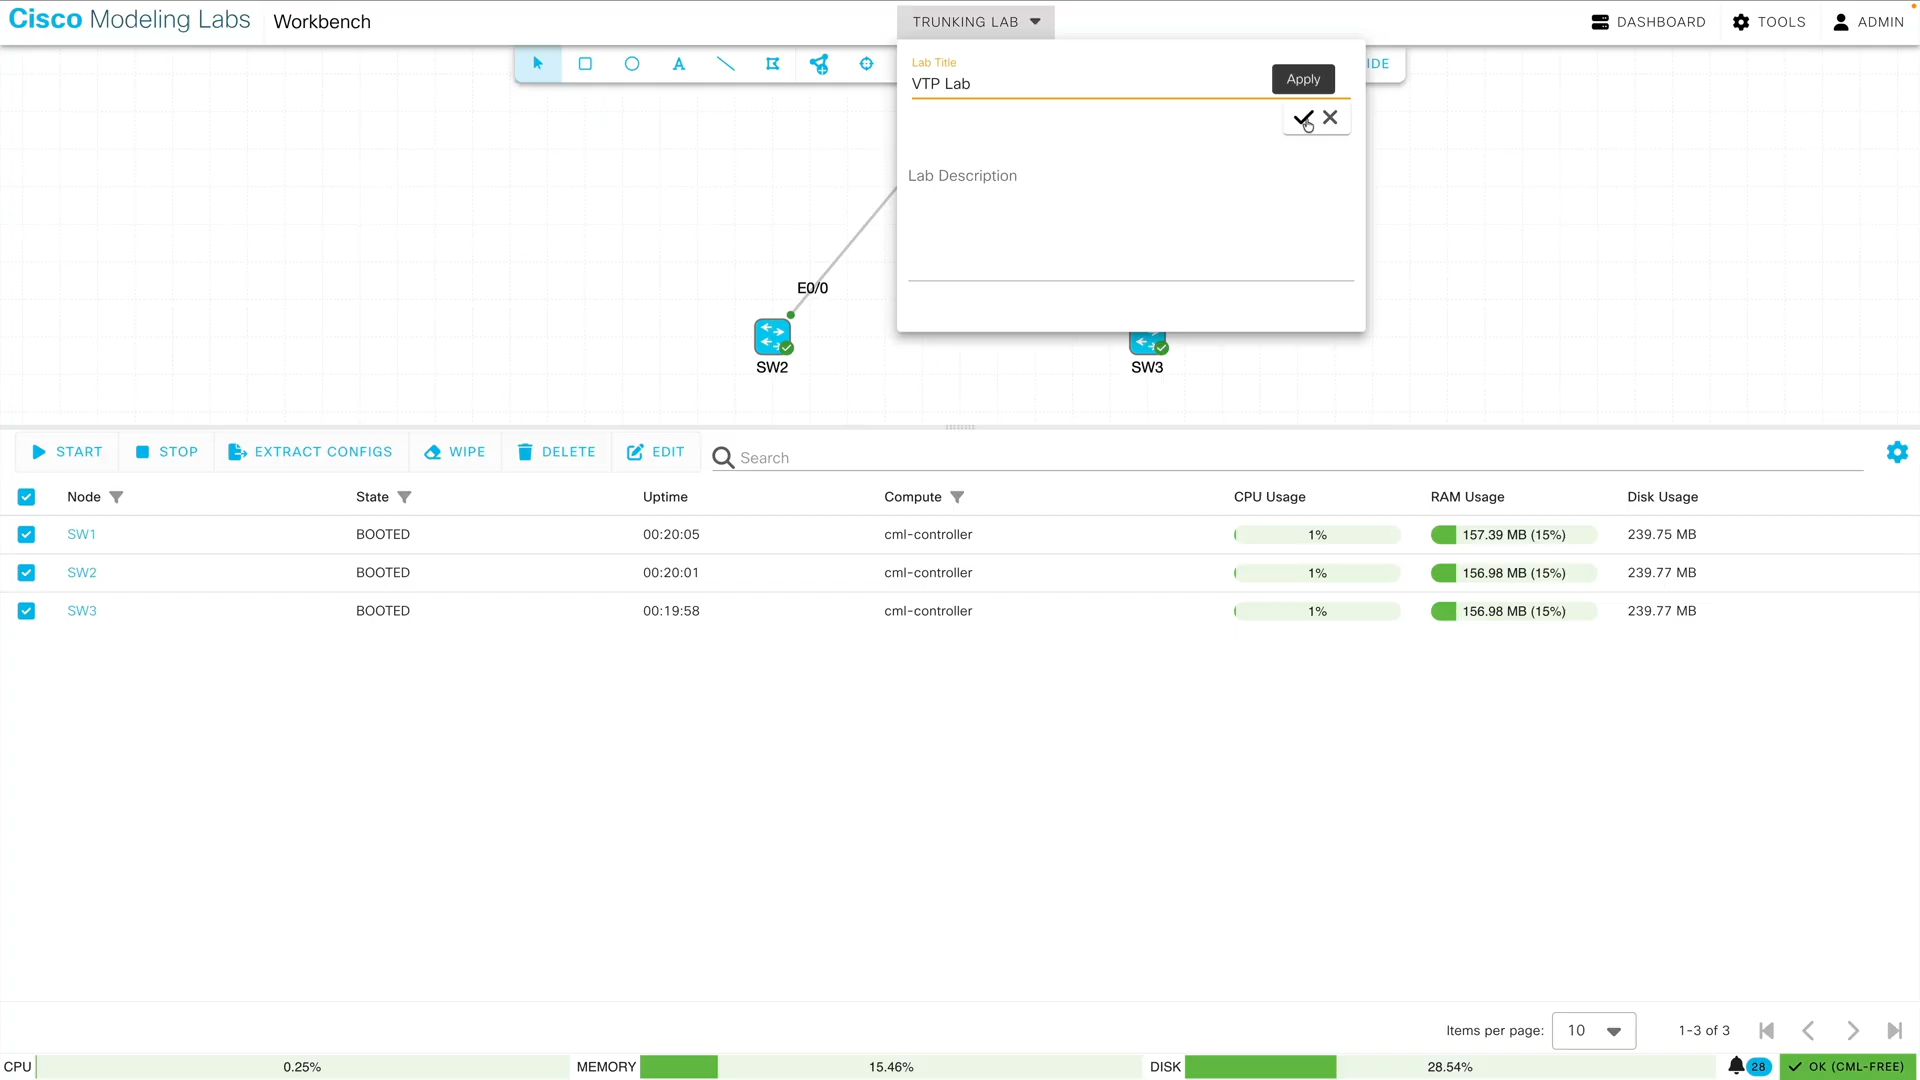 Cisco Modeling Labs Workbench
TRUNKING LAB
DASHBOARD TOOLS ADMIN
A
IDE
Lab Title
VTP Lab
Apply
Lab Description
E0/0
SW2
SW3
START STOP EXTRACT CONFIGS WIPE DELETE EDIT Search
Node State Uptime Compute CPU Usage RAM Usage Disk Usage
SW1 BOOTED 00:20:05 cml-controller 1% 157.39 MB (15%) 239.75 MB
SW2 BOOTED 00:20:01 cml-controller 1% 156.98 MB (15%) 239.77 MB
SW3 BOOTED 00:19:58 cml-controller 1% 156.98 MB (15%) 239.77 MB
Items per page: 10 1-3 of 3
CPU 0.25% MEMORY 15.46% DISK 28.54% 28 OK (CML-FREE)